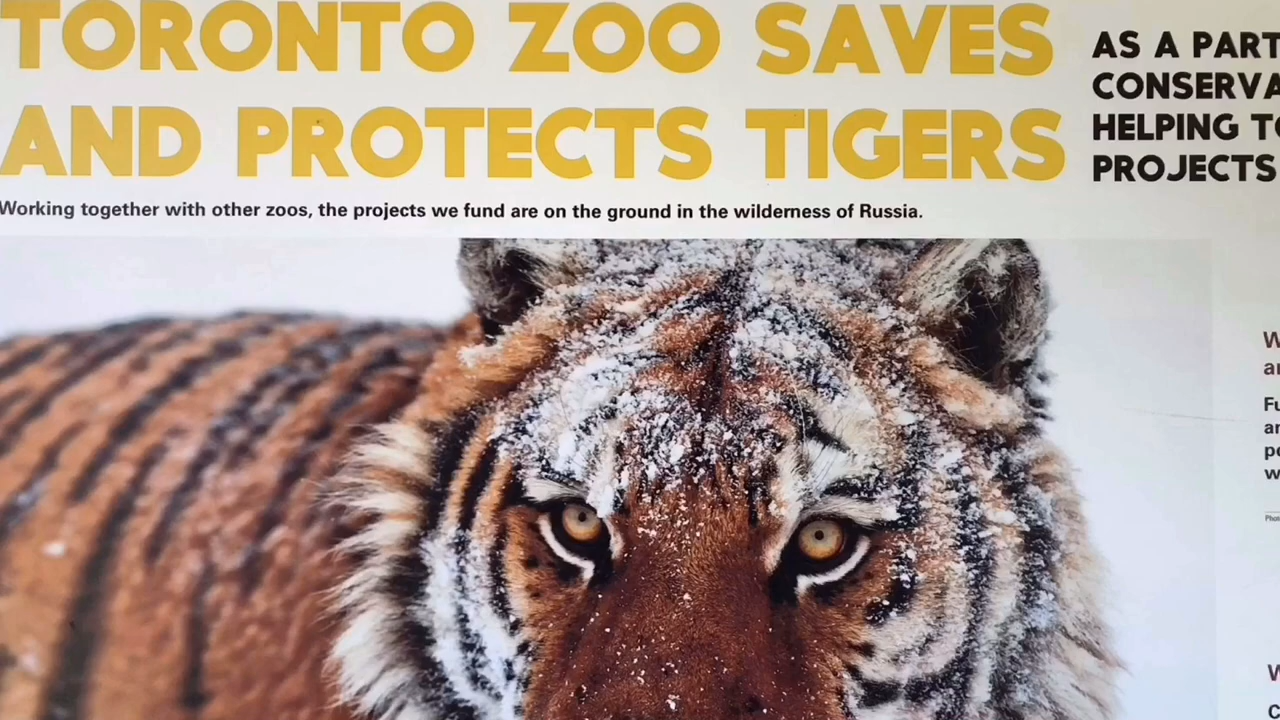 TORONTO ZOO SAVES
AND PROTECTS TIGERS
Working together with other zoos, the projects we fund are on the ground in the wilderness of Russia.
AS A PART
CONSERVA
HELPING TO
PROJECTS